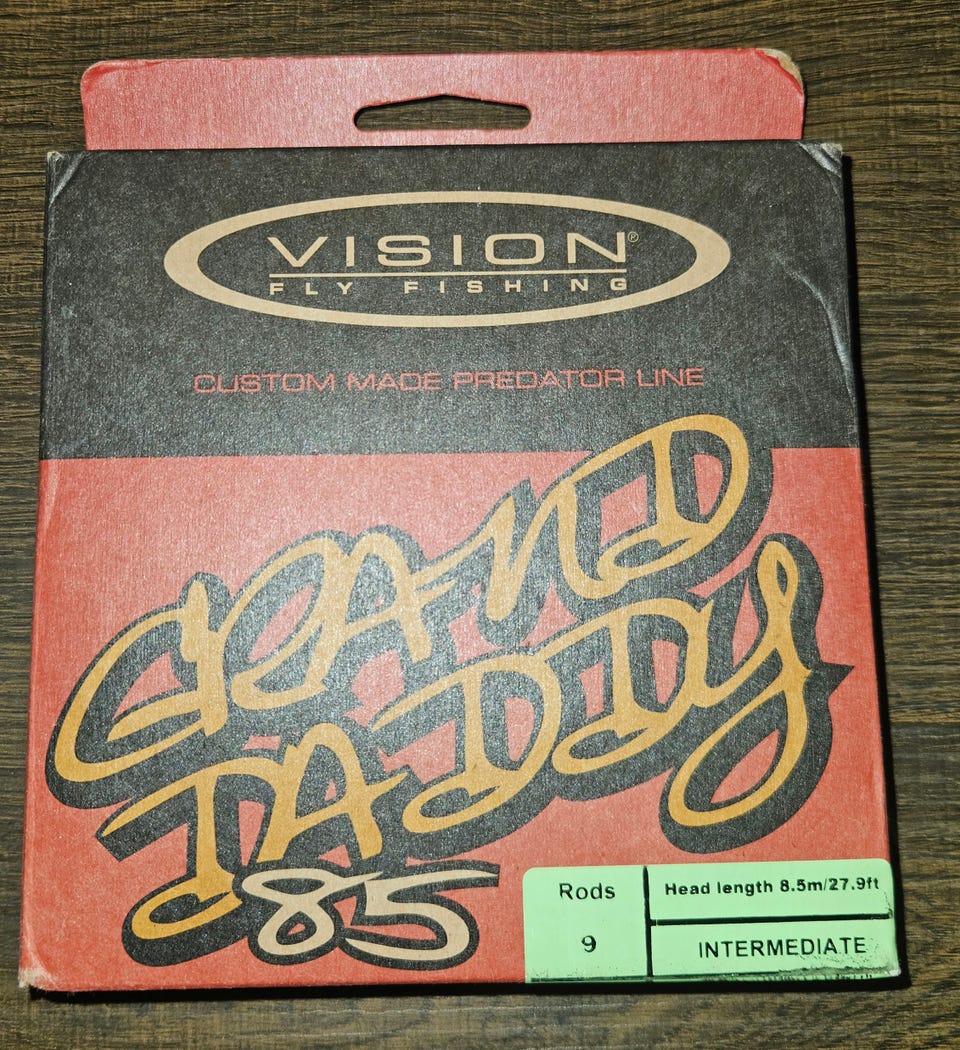 VISION®
FLY FISHING
CUSTOM MADE PREDATOR LINE
GRAND
DADDY
85
Rods
9
Head length 8.5m/27.9ft
INTERMEDIATE